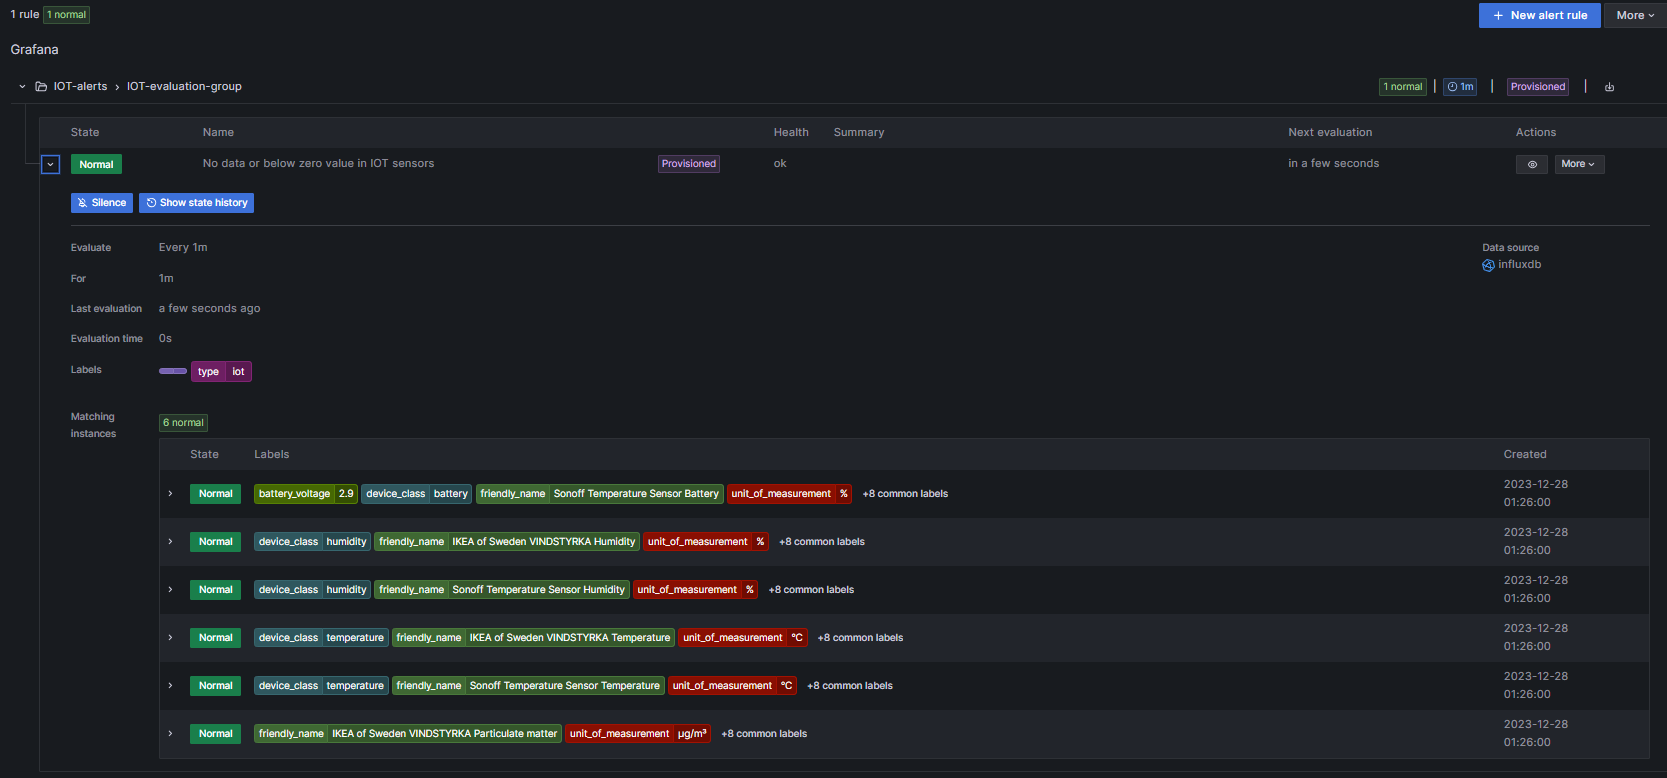 1 rule 1 normal + New alert rule More
Grafana
IOT-alerts > IOT-evaluation-group 1 normal 1m Provisioned
State Name Health Summary Next evaluation Actions
Normal No data or below zero value in IOT sensors Provisioned ok in a few seconds More
Silence Show state history
Evaluate Every 1m Data source
influxdb
For 1m
Last evaluation a few seconds ago
Evaluation time 0s
Labels type iot
Matching instances 6 normal
State Labels Created
Normal battery_voltage 2.9 device_class battery friendly_name Sonoff Temperature Sensor Battery unit_of_measurement % +8 common labels 2023-12-28 01:26:00
Normal device_class humidity friendly_name IKEA of Sweden VINDSTYRKA Humidity unit_of_measurement % +8 common labels 2023-12-28 01:26:00
Normal device_class humidity friendly_name Sonoff Temperature Sensor Humidity unit_of_measurement % +8 common labels 2023-12-28 01:26:00
Normal device_class temperature friendly_name IKEA of Sweden VINDSTYRKA Temperature unit_of_measurement °C +8 common labels 2023-12-28 01:26:00
Normal device_class temperature friendly_name Sonoff Temperature Sensor Temperature unit_of_measurement °C +8 common labels 2023-12-28 01:26:00
Normal friendly_name IKEA of Sweden VINDSTYRKA Particulate matter unit_of_measurement µg/m³ +8 common labels 2023-12-28 01:26:00